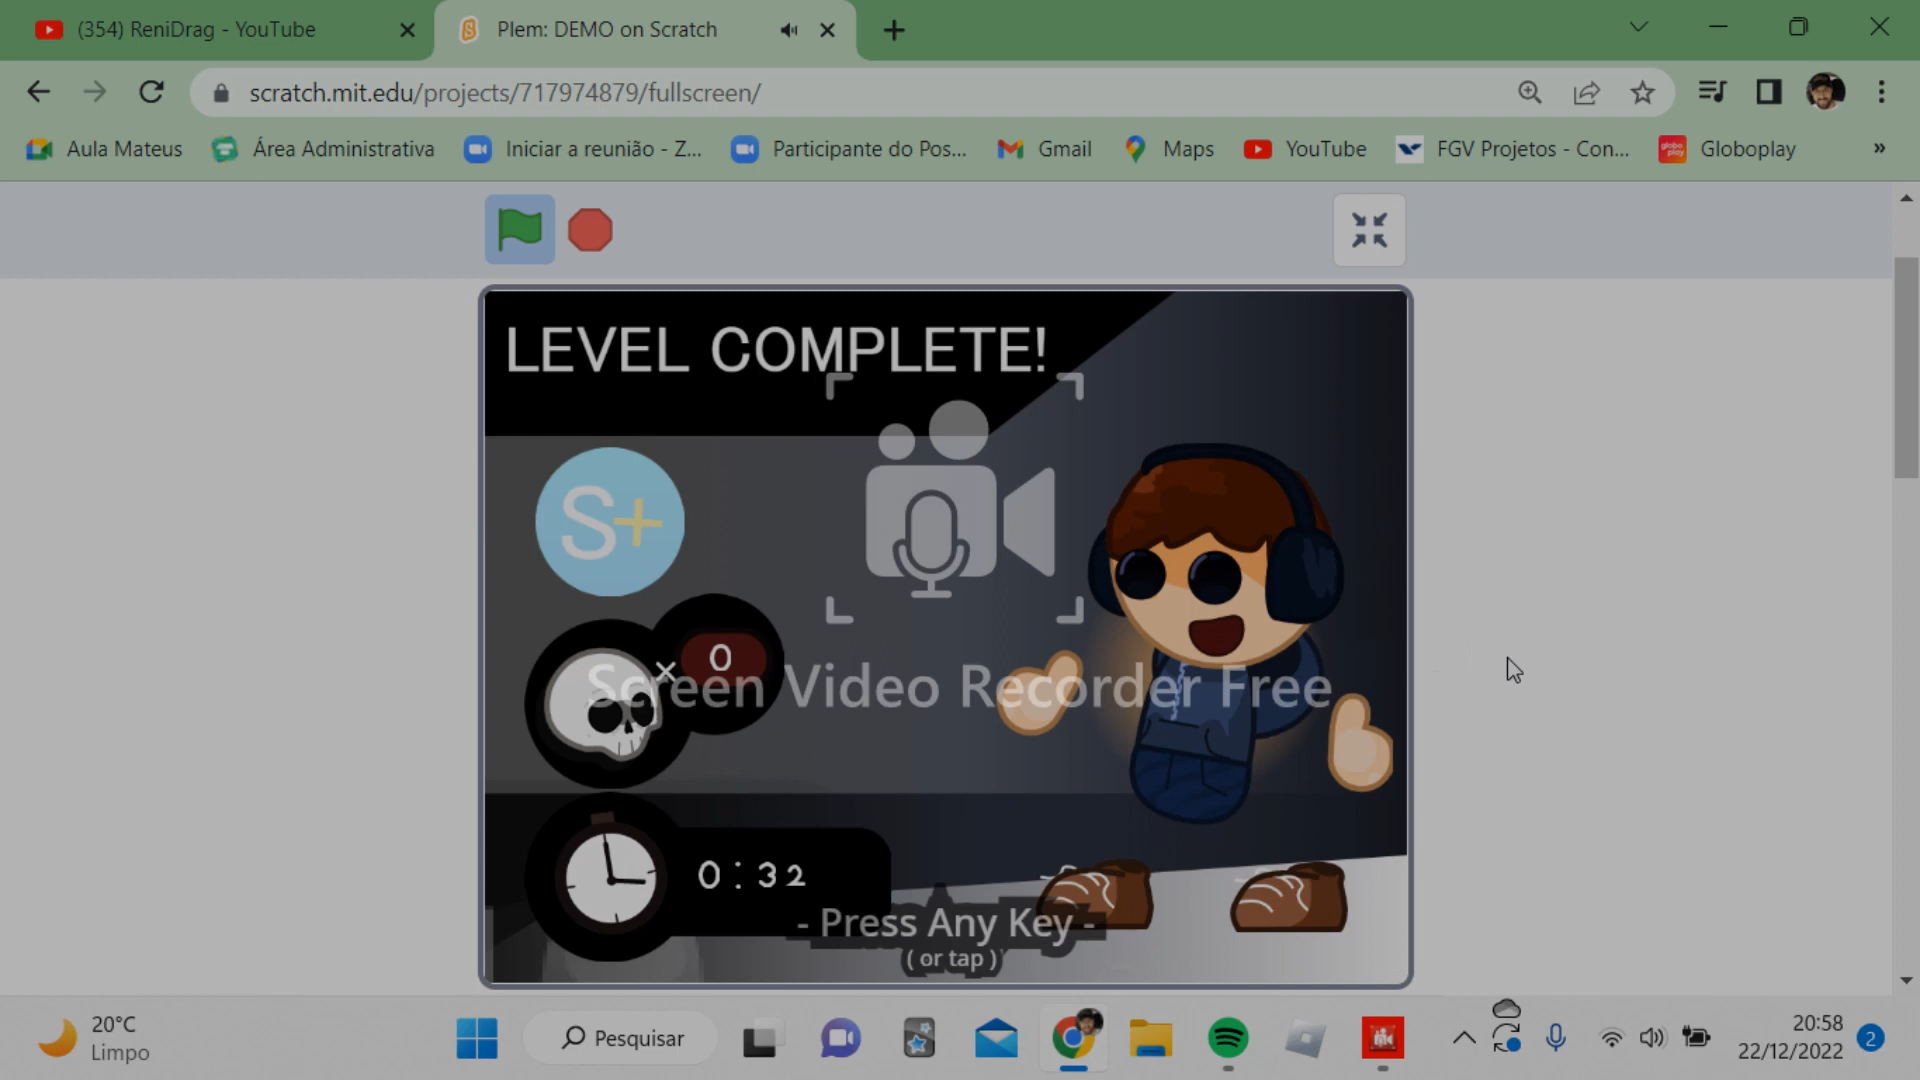 (354) ReniDrag - YouTube
Plem: DEMO on Scratch
scratch.mit.edu/projects/717974879/fullscreen/
Aula Mateus
Área Administrativa
Iniciar a reunião - Z...
Participante do Pos...
Gmail
Maps
YouTube
FGV Projetos - Con...
globo play
Globoplay
»
LEVEL COMPLETE!
S+
× 0
Screen Video Recorder Free
0:32
- Press Any Key -
( or tap )
20°C
Limpo
Pesquisar
20:58
22/12/2022
2